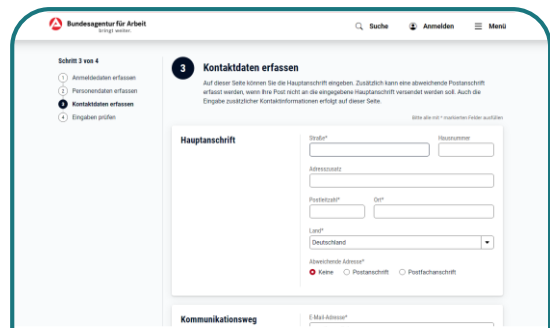 Bundesagentur für Arbeit
bringt weiter.
Suche
Anmelden
Menü
Schritt 3 von 4
1 Anmeldedaten erfassen
2 Personendaten erfassen
3 Kontaktdaten erfassen
4 Eingaben prüfen
3 Kontaktdaten erfassen
Auf dieser Seite können Sie die Hauptanschrift eingeben. Zusätzlich kann eine abweichende Postanschrift
erfasst werden, wenn Ihre Post nicht an die eingegebene Hauptanschrift versendet werden soll. Auch die
Eingabe zusätzlicher Kontaktinformationen erfolgt auf dieser Seite.
Bitte alle mit * markierten Felder ausfüllen
Hauptanschrift
Straße*
Hausnummer
Adresszusatz
Postleitzahl*
Ort*
Land*
Deutschland
Abweichende Adresse*
Keine
Postanschrift
Postfachanschrift
Kommunikationsweg
E-Mail-Adresse*